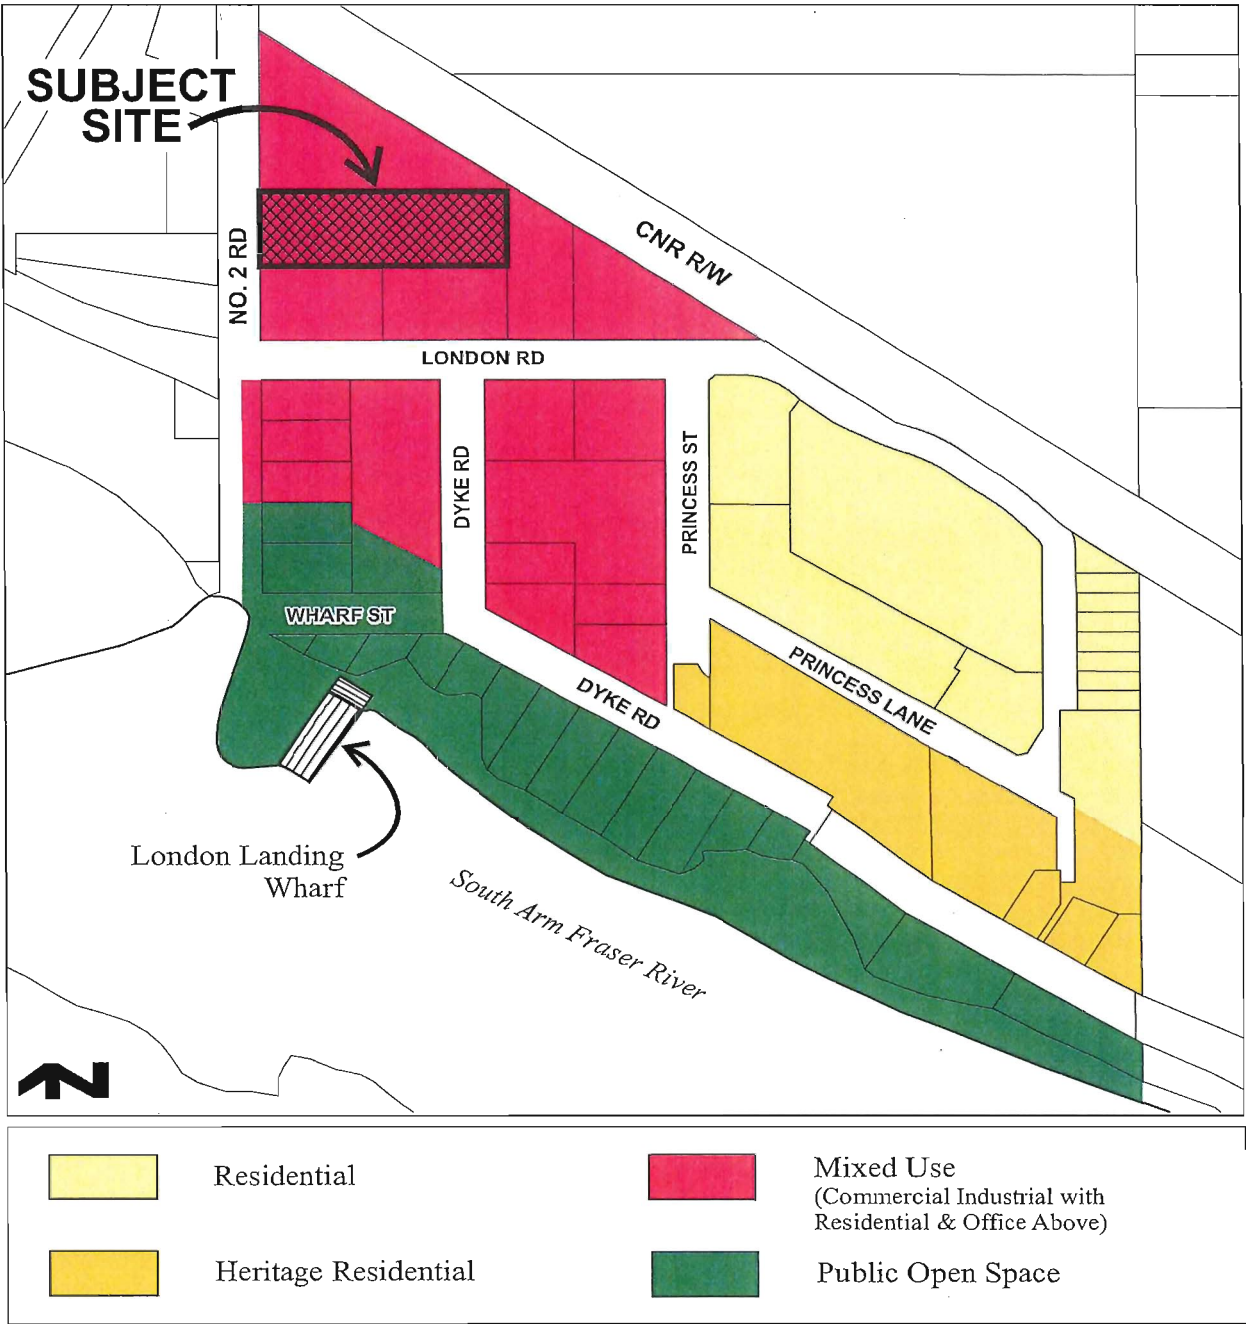 SUBJECT
SITE
NO. 2 RD
CNR R/W
LONDON RD
DYKE RD
PRINCESS ST
WHARF ST
DYKE RD
PRINCESS LANE
London Landing
Wharf
South Arm Fraser River
Residential
Mixed Use
(Commercial Industrial with
Residential & Office Above)
Heritage Residential
Public Open Space